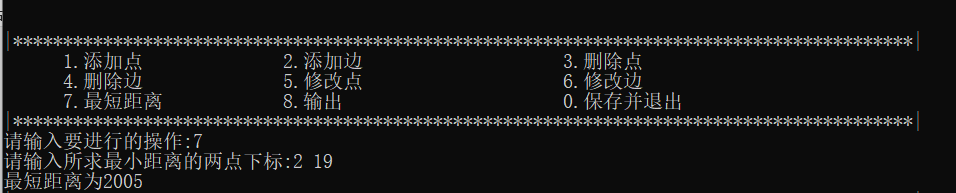 |******************************************************************************************|
1.添加点 2.添加边 3.删除点
4.删除边 5.修改点 6.修改边
7.最短距离 8.输出 0.保存并退出
|******************************************************************************************|
请输入要进行的操作:7
请输入所求最小距离的两点下标:2 19
最短距离为2005